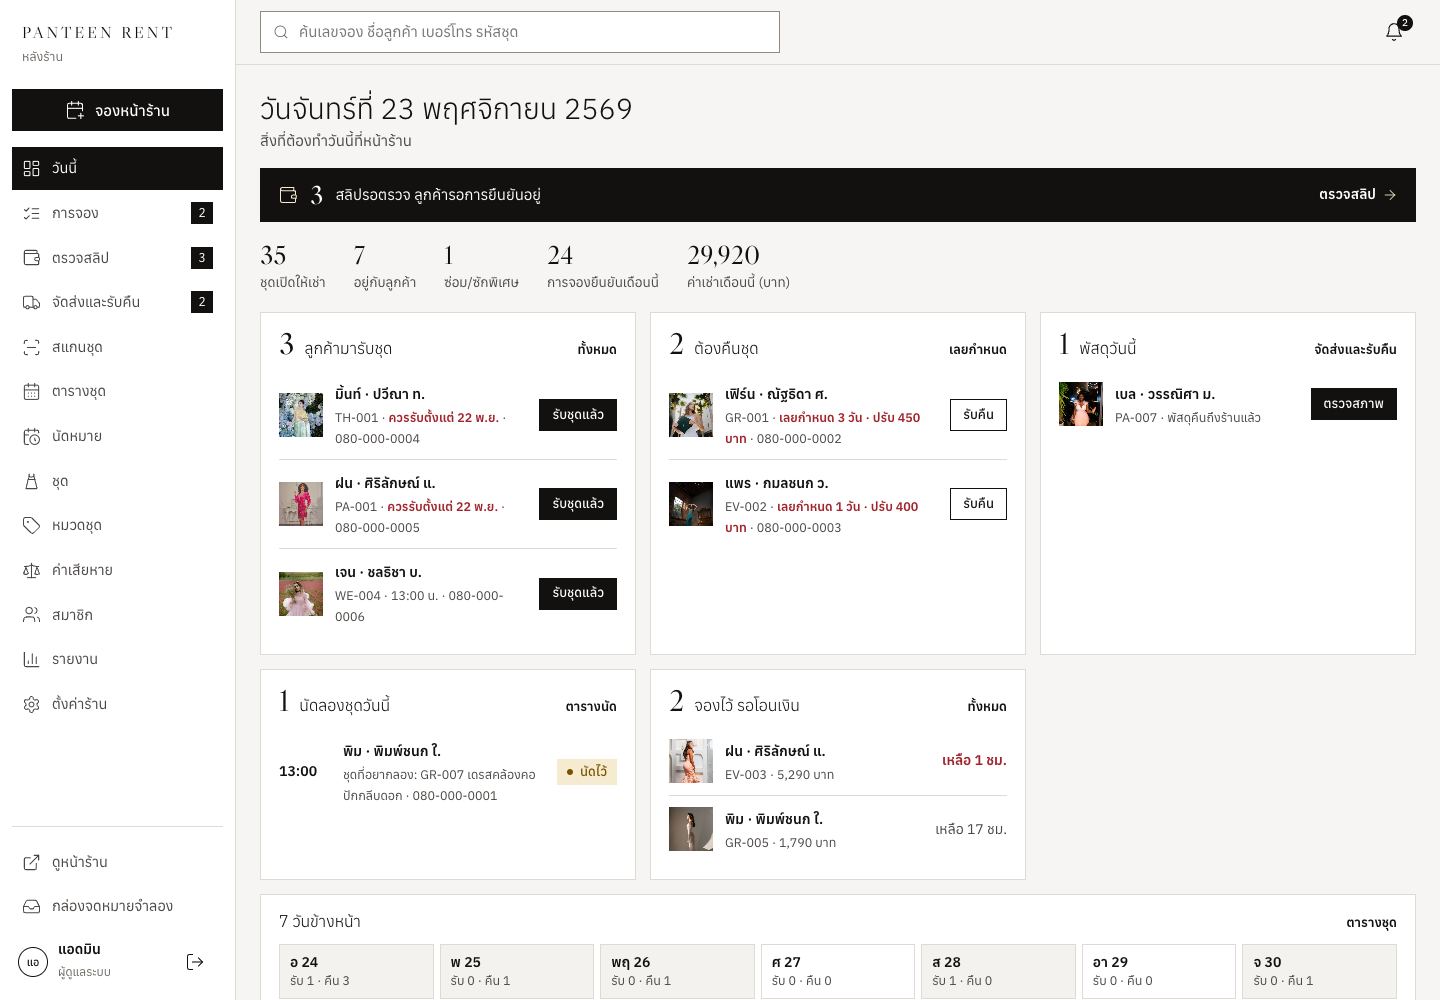 PANTEEN RENT
หลังร้าน
จองหน้าร้าน
วันนี้
การจอง 2
ตรวจสลิป 3
จัดส่งและรับคืน 2
สแกนชุด
ตารางชุด
นัดหมาย
ชุด
หมวดชุด
ค่าเสียหาย
สมาชิก
รายงาน
ตั้งค่าร้าน
ดูหน้าร้าน
กล่องจดหมายจำลอง
แอ
แอดมิน
ผู้ดูแลระบบ
ค้นเลขจอง ชื่อลูกค้า เบอร์โทร รหัสชุด
2
วันจันทร์ที่ 23 พฤศจิกายน 2569
สิ่งที่ต้องทำวันนี้ที่หน้าร้าน
3 สลิปรอตรวจ ลูกค้ารอการยืนยันอยู่ ตรวจสลิป
35 7 1 24 29,920
ชุดเปิดให้เช่า อยู่กับลูกค้า ซ่อม/ซักพิเศษ การจองยืนยันเดือนนี้ ค่าเช่าเดือนนี้ (บาท)
3 ลูกค้ามารับชุด ทั้งหมด
มิ้นท์ · ปวีณา ท.
TH-001 · ควรรับตั้งแต่ 22 พ.ย. ·
080-000-0004
รับชุดแล้ว
ฝน · ศิริลักษณ์ แ.
PA-001 · ควรรับตั้งแต่ 22 พ.ย. ·
080-000-0005
รับชุดแล้ว
เจน · ชลธิชา บ.
WE-004 · 13:00 น. · 080-000-
0006
รับชุดแล้ว
2 ต้องคืนชุด เลยกำหนด
เฟิร์น · ณัฐธิดา ศ.
GR-001 · เลยกำหนด 3 วัน · ปรับ 450
บาท · 080-000-0002
รับคืน
แพร · กมลชนก ว.
EV-002 · เลยกำหนด 1 วัน · ปรับ 400
บาท · 080-000-0003
รับคืน
1 พัสดุวันนี้ จัดส่งและรับคืน
เบล · วรรณิศา ม.
PA-007 · พัสดุคืนถึงร้านแล้ว
ตรวจสภาพ
1 นัดลองชุดวันนี้ ตารางนัด
13:00
พิม · พิมพ์ชนก ใ.
ชุดที่อยากลอง: GR-007 เดรสคล้องคอ
ปักกลีบดอก · 080-000-0001
นัดไว้
2 จองไว้ รอโอนเงิน ทั้งหมด
ฝน · ศิริลักษณ์ แ.
EV-003 · 5,290 บาท
เหลือ 1 ชม.
พิม · พิมพ์ชนก ใ.
GR-005 · 1,790 บาท
เหลือ 17 ชม.
7 วันข้างหน้า ตารางชุด
อ 24 พ 25 พฤ 26 ศ 27 ส 28 อา 29 จ 30
รับ 1 · คืน 3 รับ 0 · คืน 1 รับ 0 · คืน 1 รับ 0 · คืน 0 รับ 1 · คืน 0 รับ 0 · คืน 0 รับ 0 · คืน 1